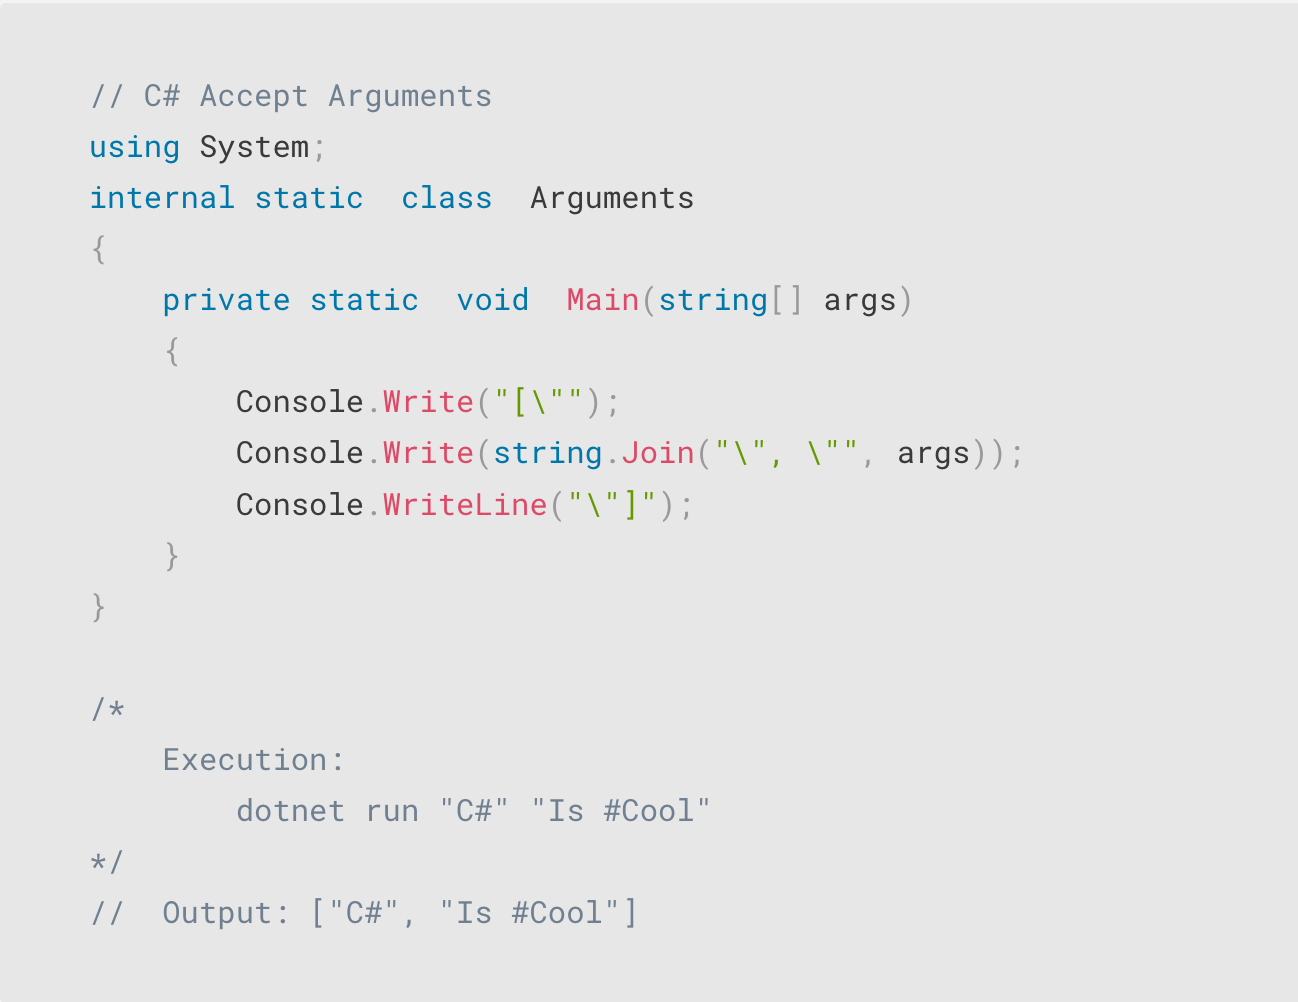 // C# Accept Arguments
using System;
internal static  class  Arguments
{
    private static  void  Main(string[] args)
    {
        Console.Write("[\"");
        Console.Write(string.Join("\", \"", args));
        Console.WriteLine("\"]");
    }
}

/*
    Execution:
        dotnet run "C#" "Is #Cool"
*/
//  Output: ["C#", "Is #Cool"]